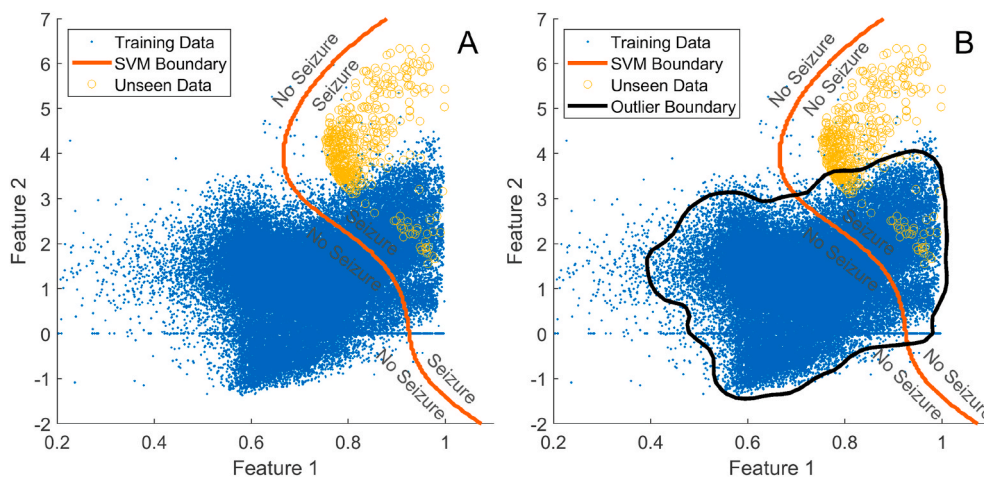 A
Training Data
SVM Boundary
Unseen Data
No Seizure
Seizure
Seizure
No Seizure
Seizure
No Seizure
7
6
5
4
3
2
1
0
-1
-2
Feature 2
0.2 0.4 0.6 0.8 1
Feature 1
B
Training Data
SVM Boundary
Unseen Data
Outlier Boundary
No Seizure
No Seizure
Seizure
No Seizure
No Seizure
No Seizure
7
6
5
4
3
2
1
0
-1
-2
Feature 2
0.2 0.4 0.6 0.8 1
Feature 1